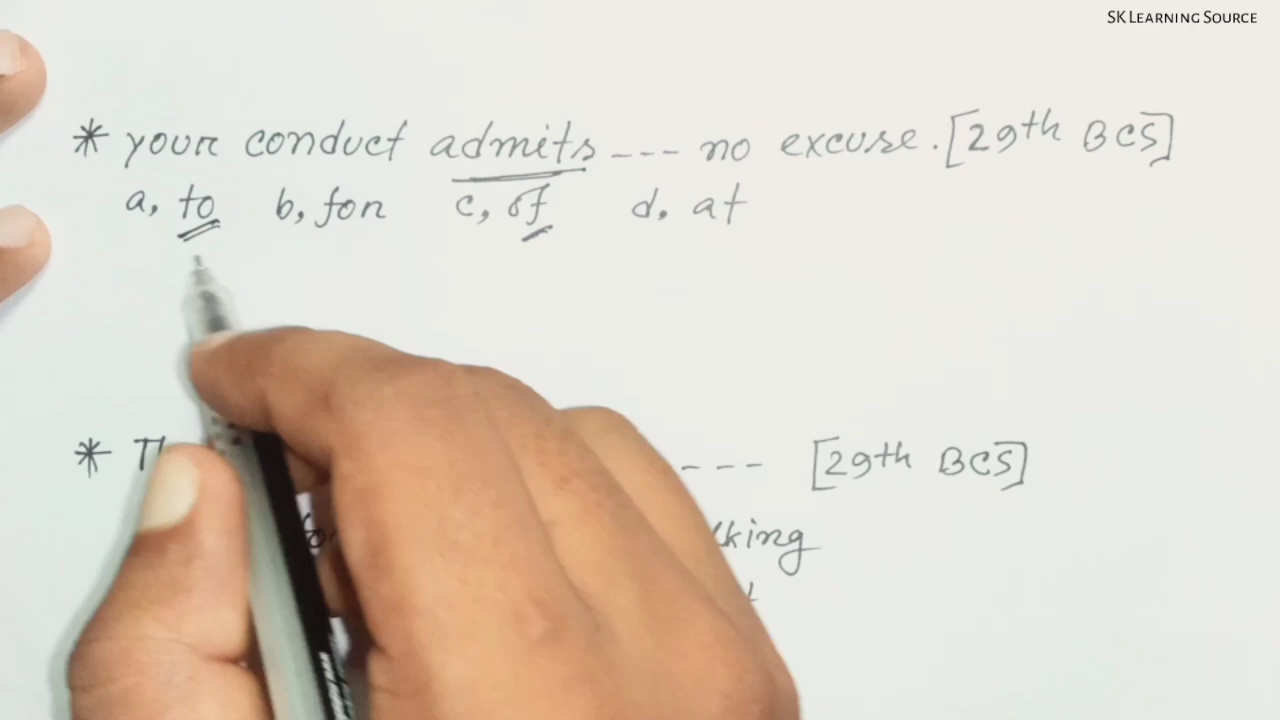 SK LEARNING SOURCE
* your conduct admits --- no excuse. [29th BCS]
a, to b, for c, of d, at
* --- [29th BCS]